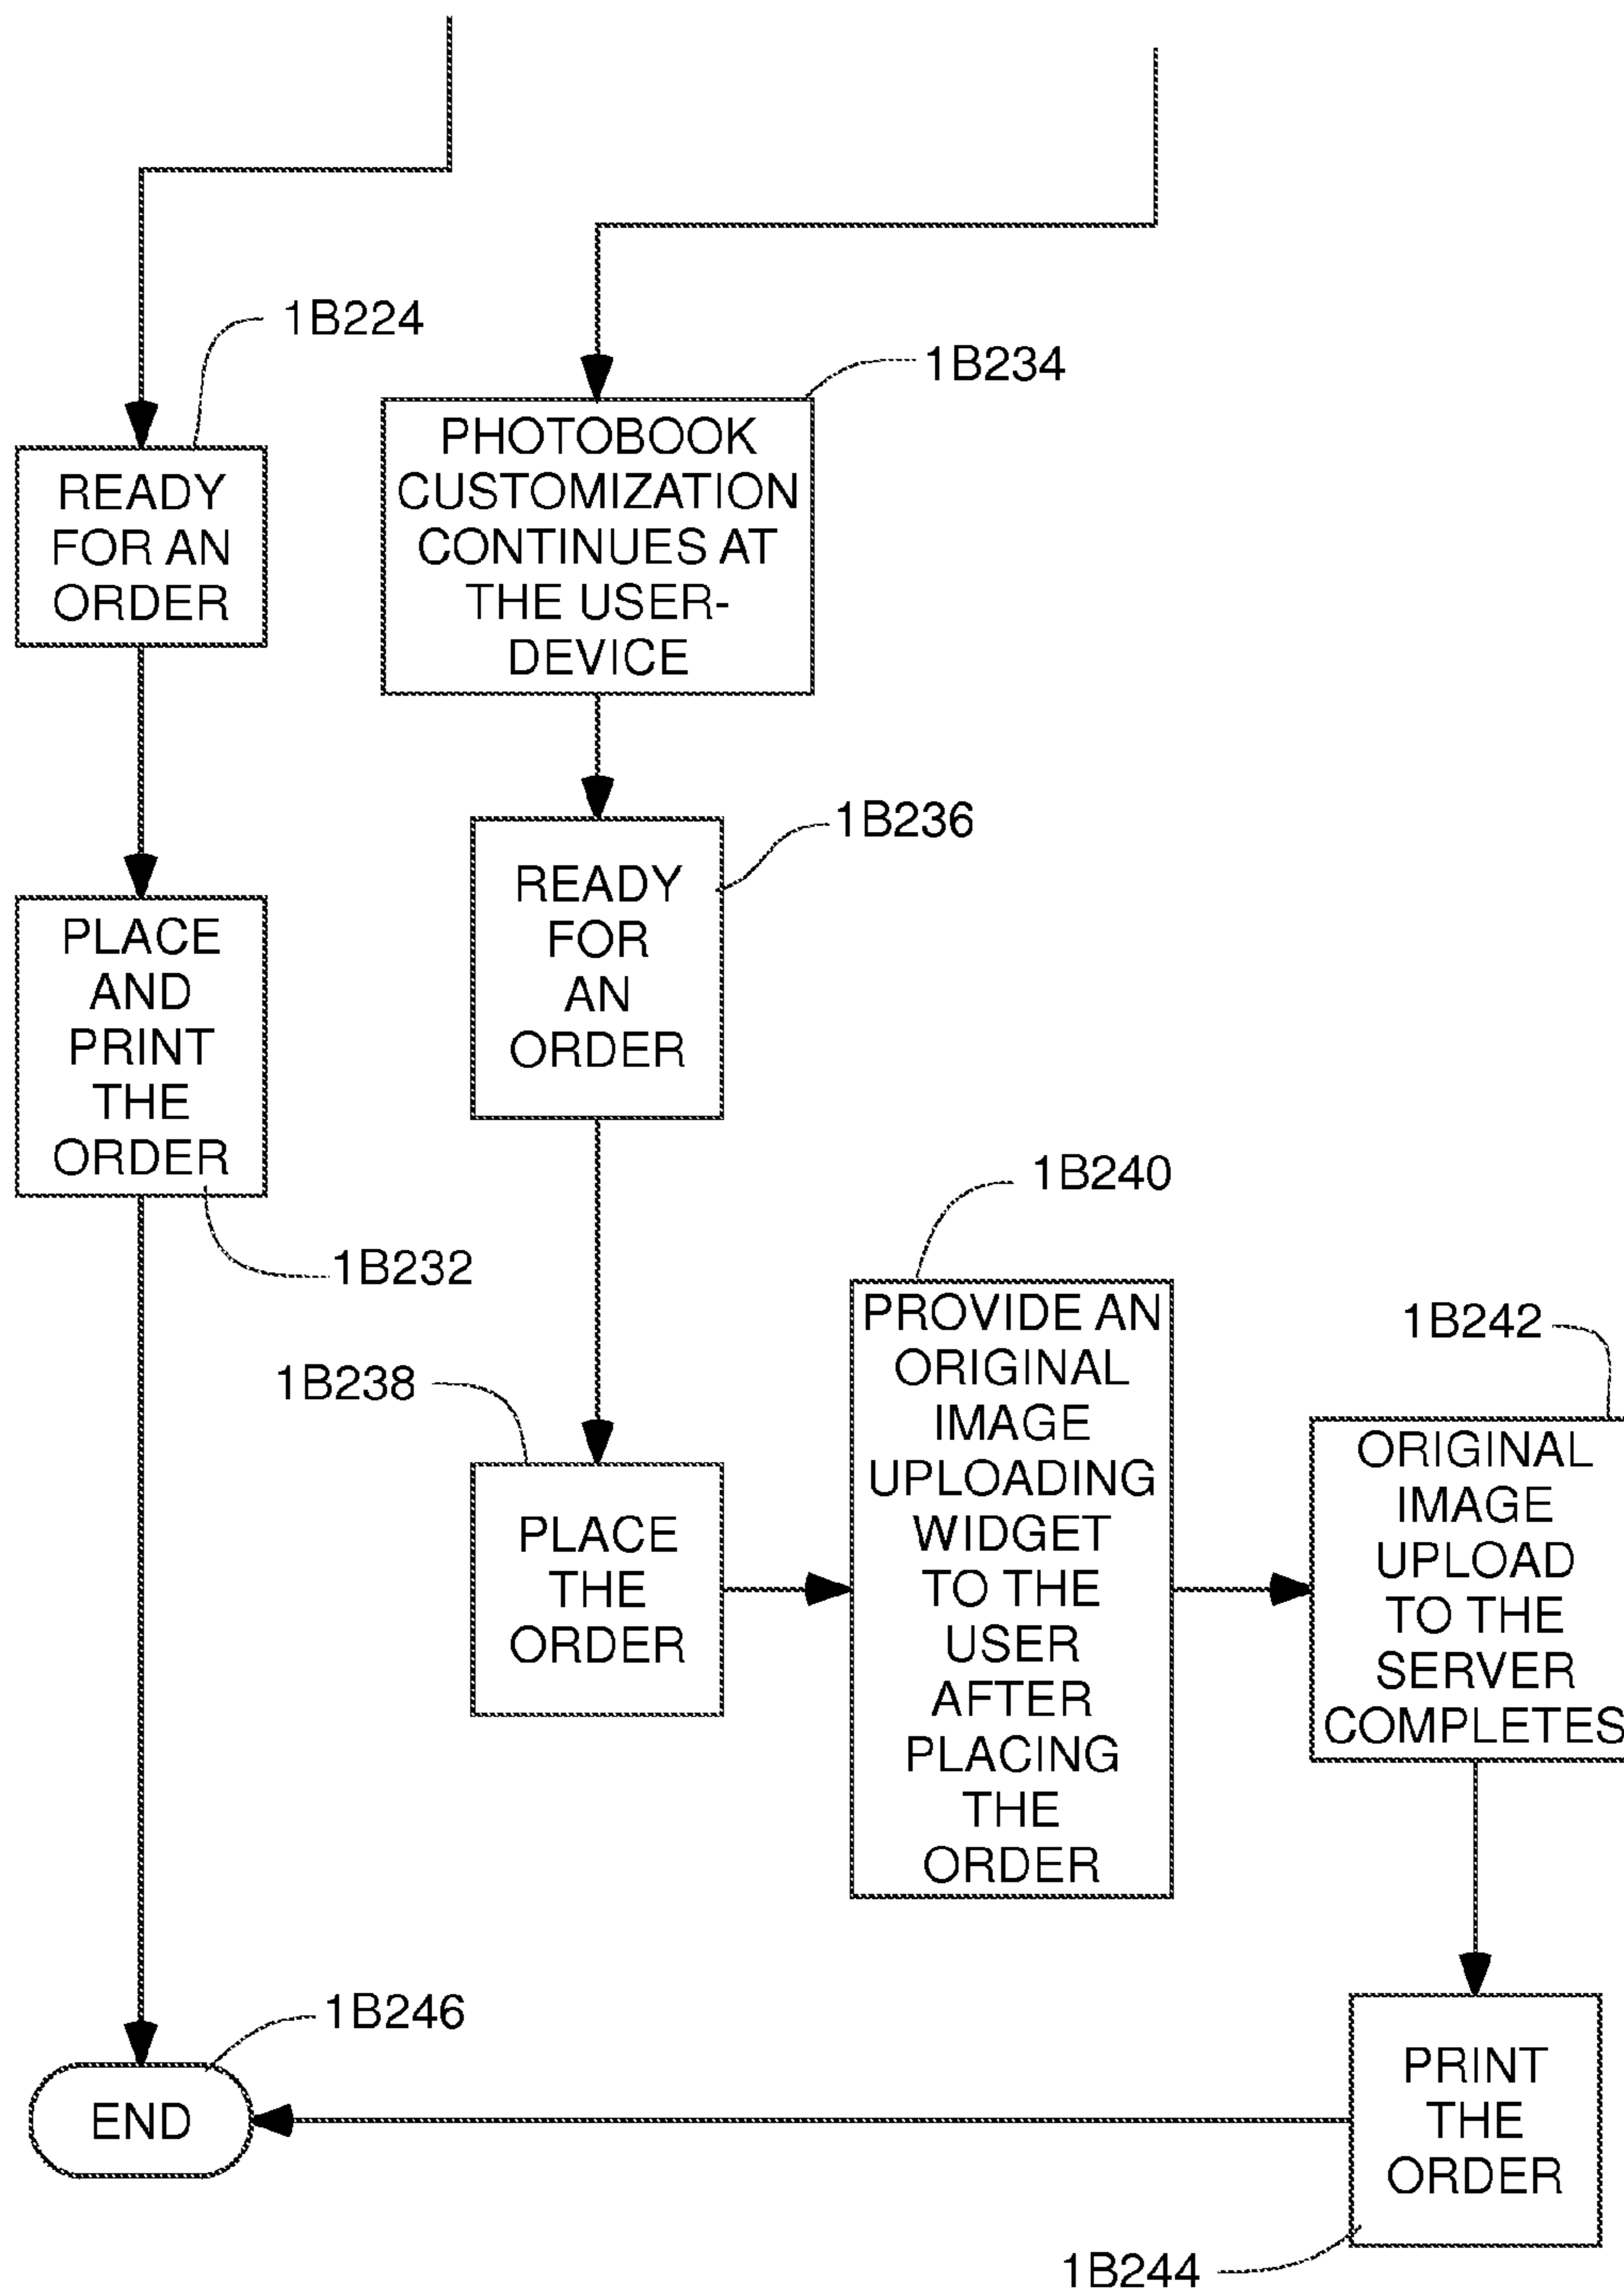 1B224
READY
FOR AN
ORDER
1B234
PHOTOBOOK
CUSTOMIZATION
CONTINUES AT
THE USER-
DEVICE
1B236
READY
FOR
AN
ORDER
PLACE
AND
PRINT
THE
ORDER
1B232
1B238
PLACE
THE
ORDER
1B240
PROVIDE AN
ORIGINAL
IMAGE
UPLOADING
WIDGET
TO THE
USER
AFTER
PLACING
THE
ORDER
1B242
ORIGINAL
IMAGE
UPLOAD
TO THE
SERVER
COMPLETES
1B246
END
PRINT
THE
ORDER
1B244